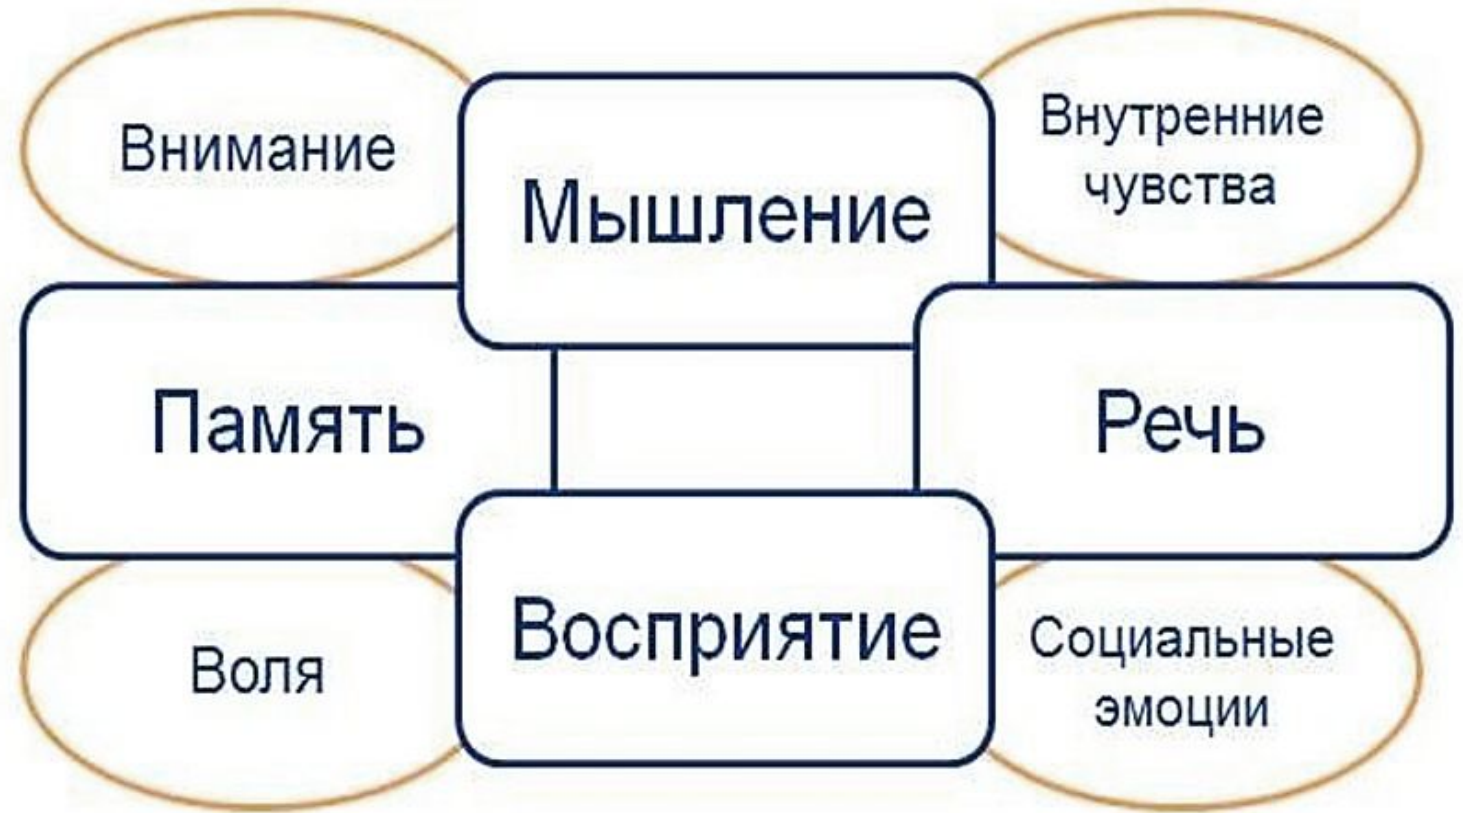 Внимание
Мышление
Внутренние
чувства
Память
Речь
Воля
Восприятие
Социальные
эмоции